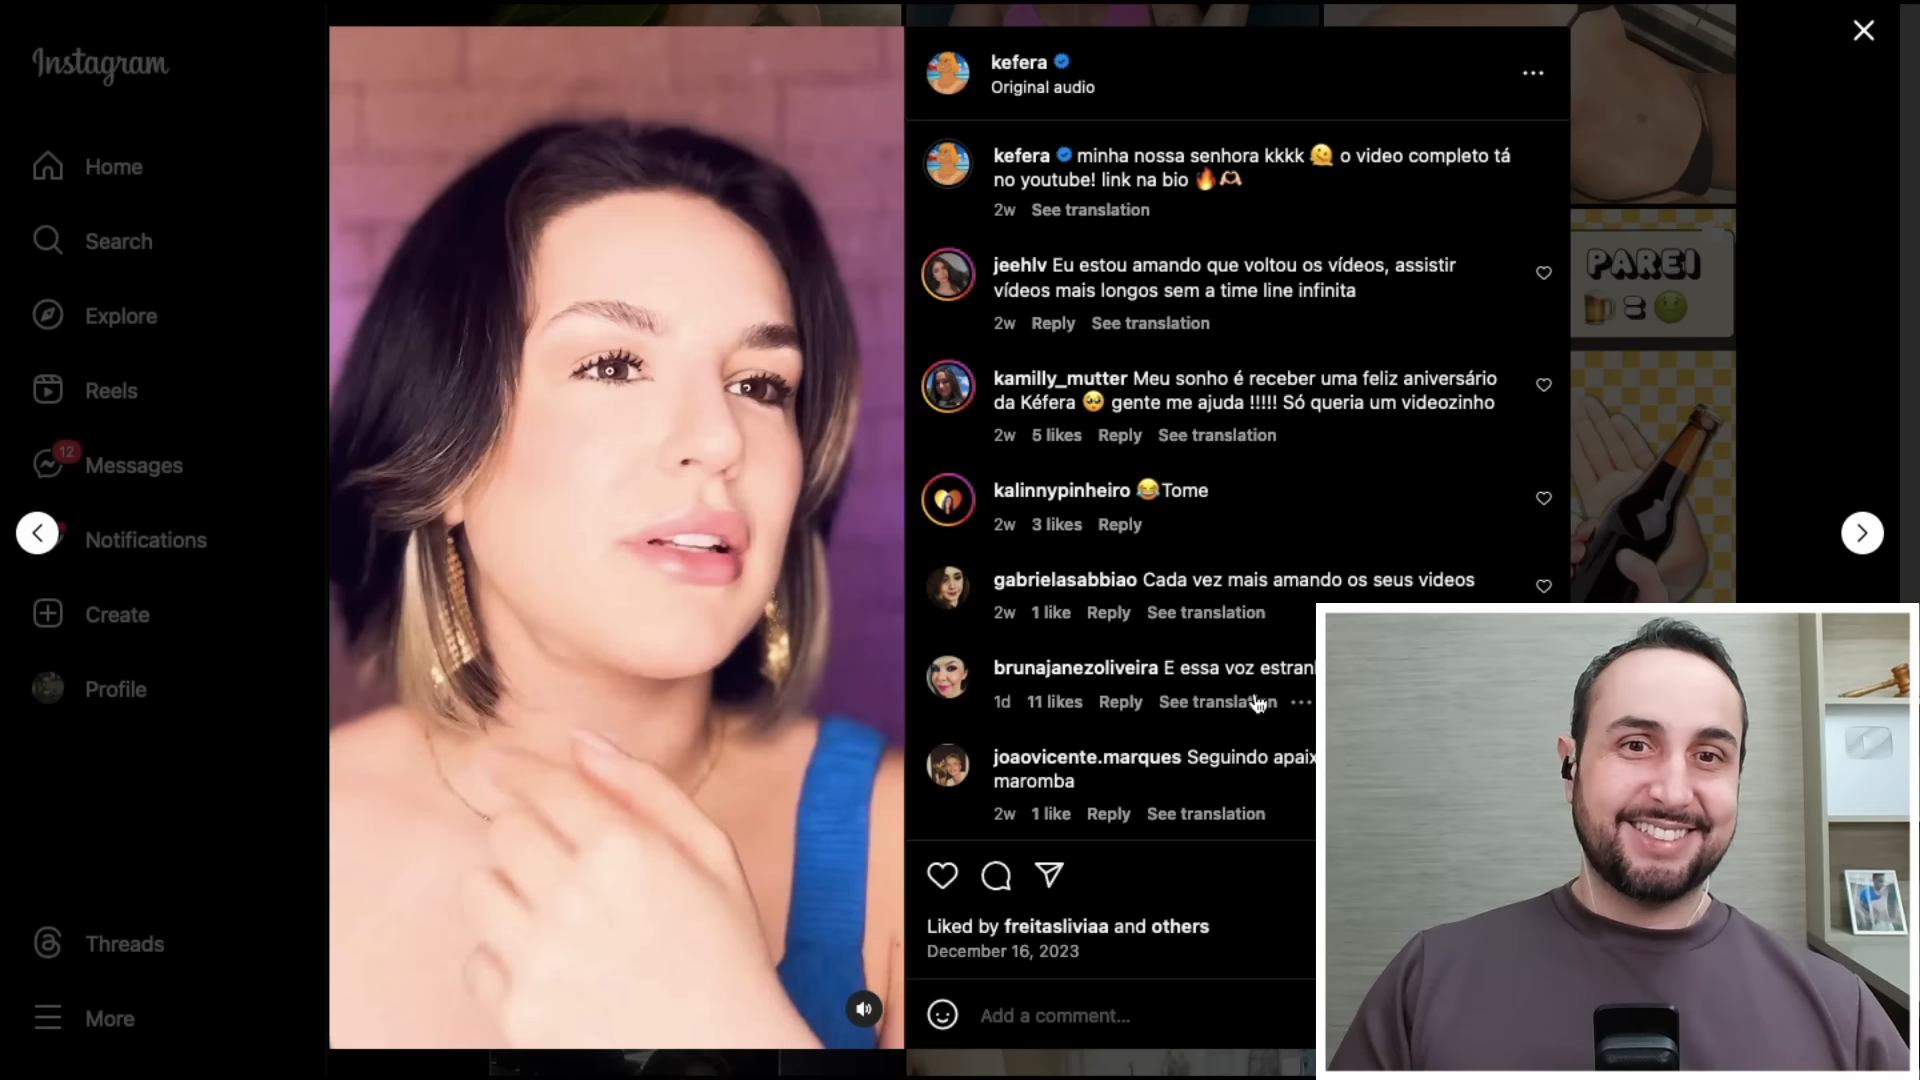 Instagram
Home
Search
Explore
Reels
12
Messages
Notifications
Create
Profile
Threads
More
kefera
Original audio
kefera minha nossa senhora kkkk 🫠 o video completo tá
no youtube! link na bio 🔥🫶
2w See translation
jeehlv Eu estou amando que voltou os vídeos, assistir
vídeos mais longos sem a time line infinita
2w Reply See translation
kamilly_mutter Meu sonho é receber uma feliz aniversário
da Kéfera 🥺 gente me ajuda !!!!! Só queria um videozinho
2w 5 likes Reply See translation
kalinnypinheiro 😂Tome
2w 3 likes Reply
gabrielasabbiao Cada vez mais amando os seus videos
2w 1 like Reply See translation
brunajanezoliveira E essa voz
1d 11 likes Reply See translation
joaovicente.marques Seguindo
maromba
2w 1 like Reply See translation
Liked by freitasliviaa and others
December 16, 2023
Add a comment...
PAREI